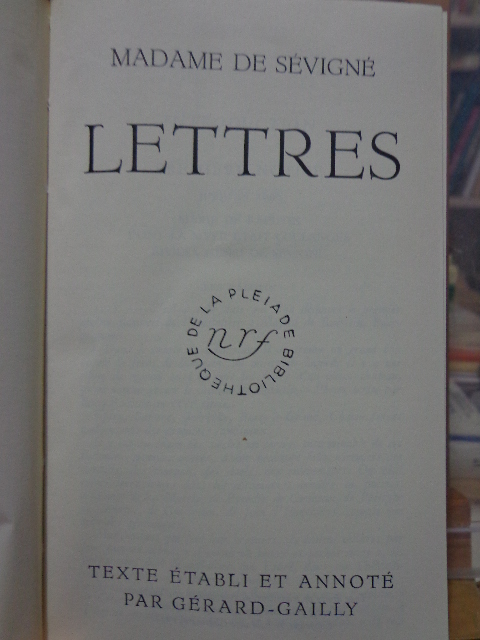 MADAME DE SÉVIGNÉ
LETTRES
BIBLIOTHÈQUE DE LA PLÉIADE
nrf
TEXTE ÉTABLI ET ANNOTÉ
PAR GÉRARD-GAILLY